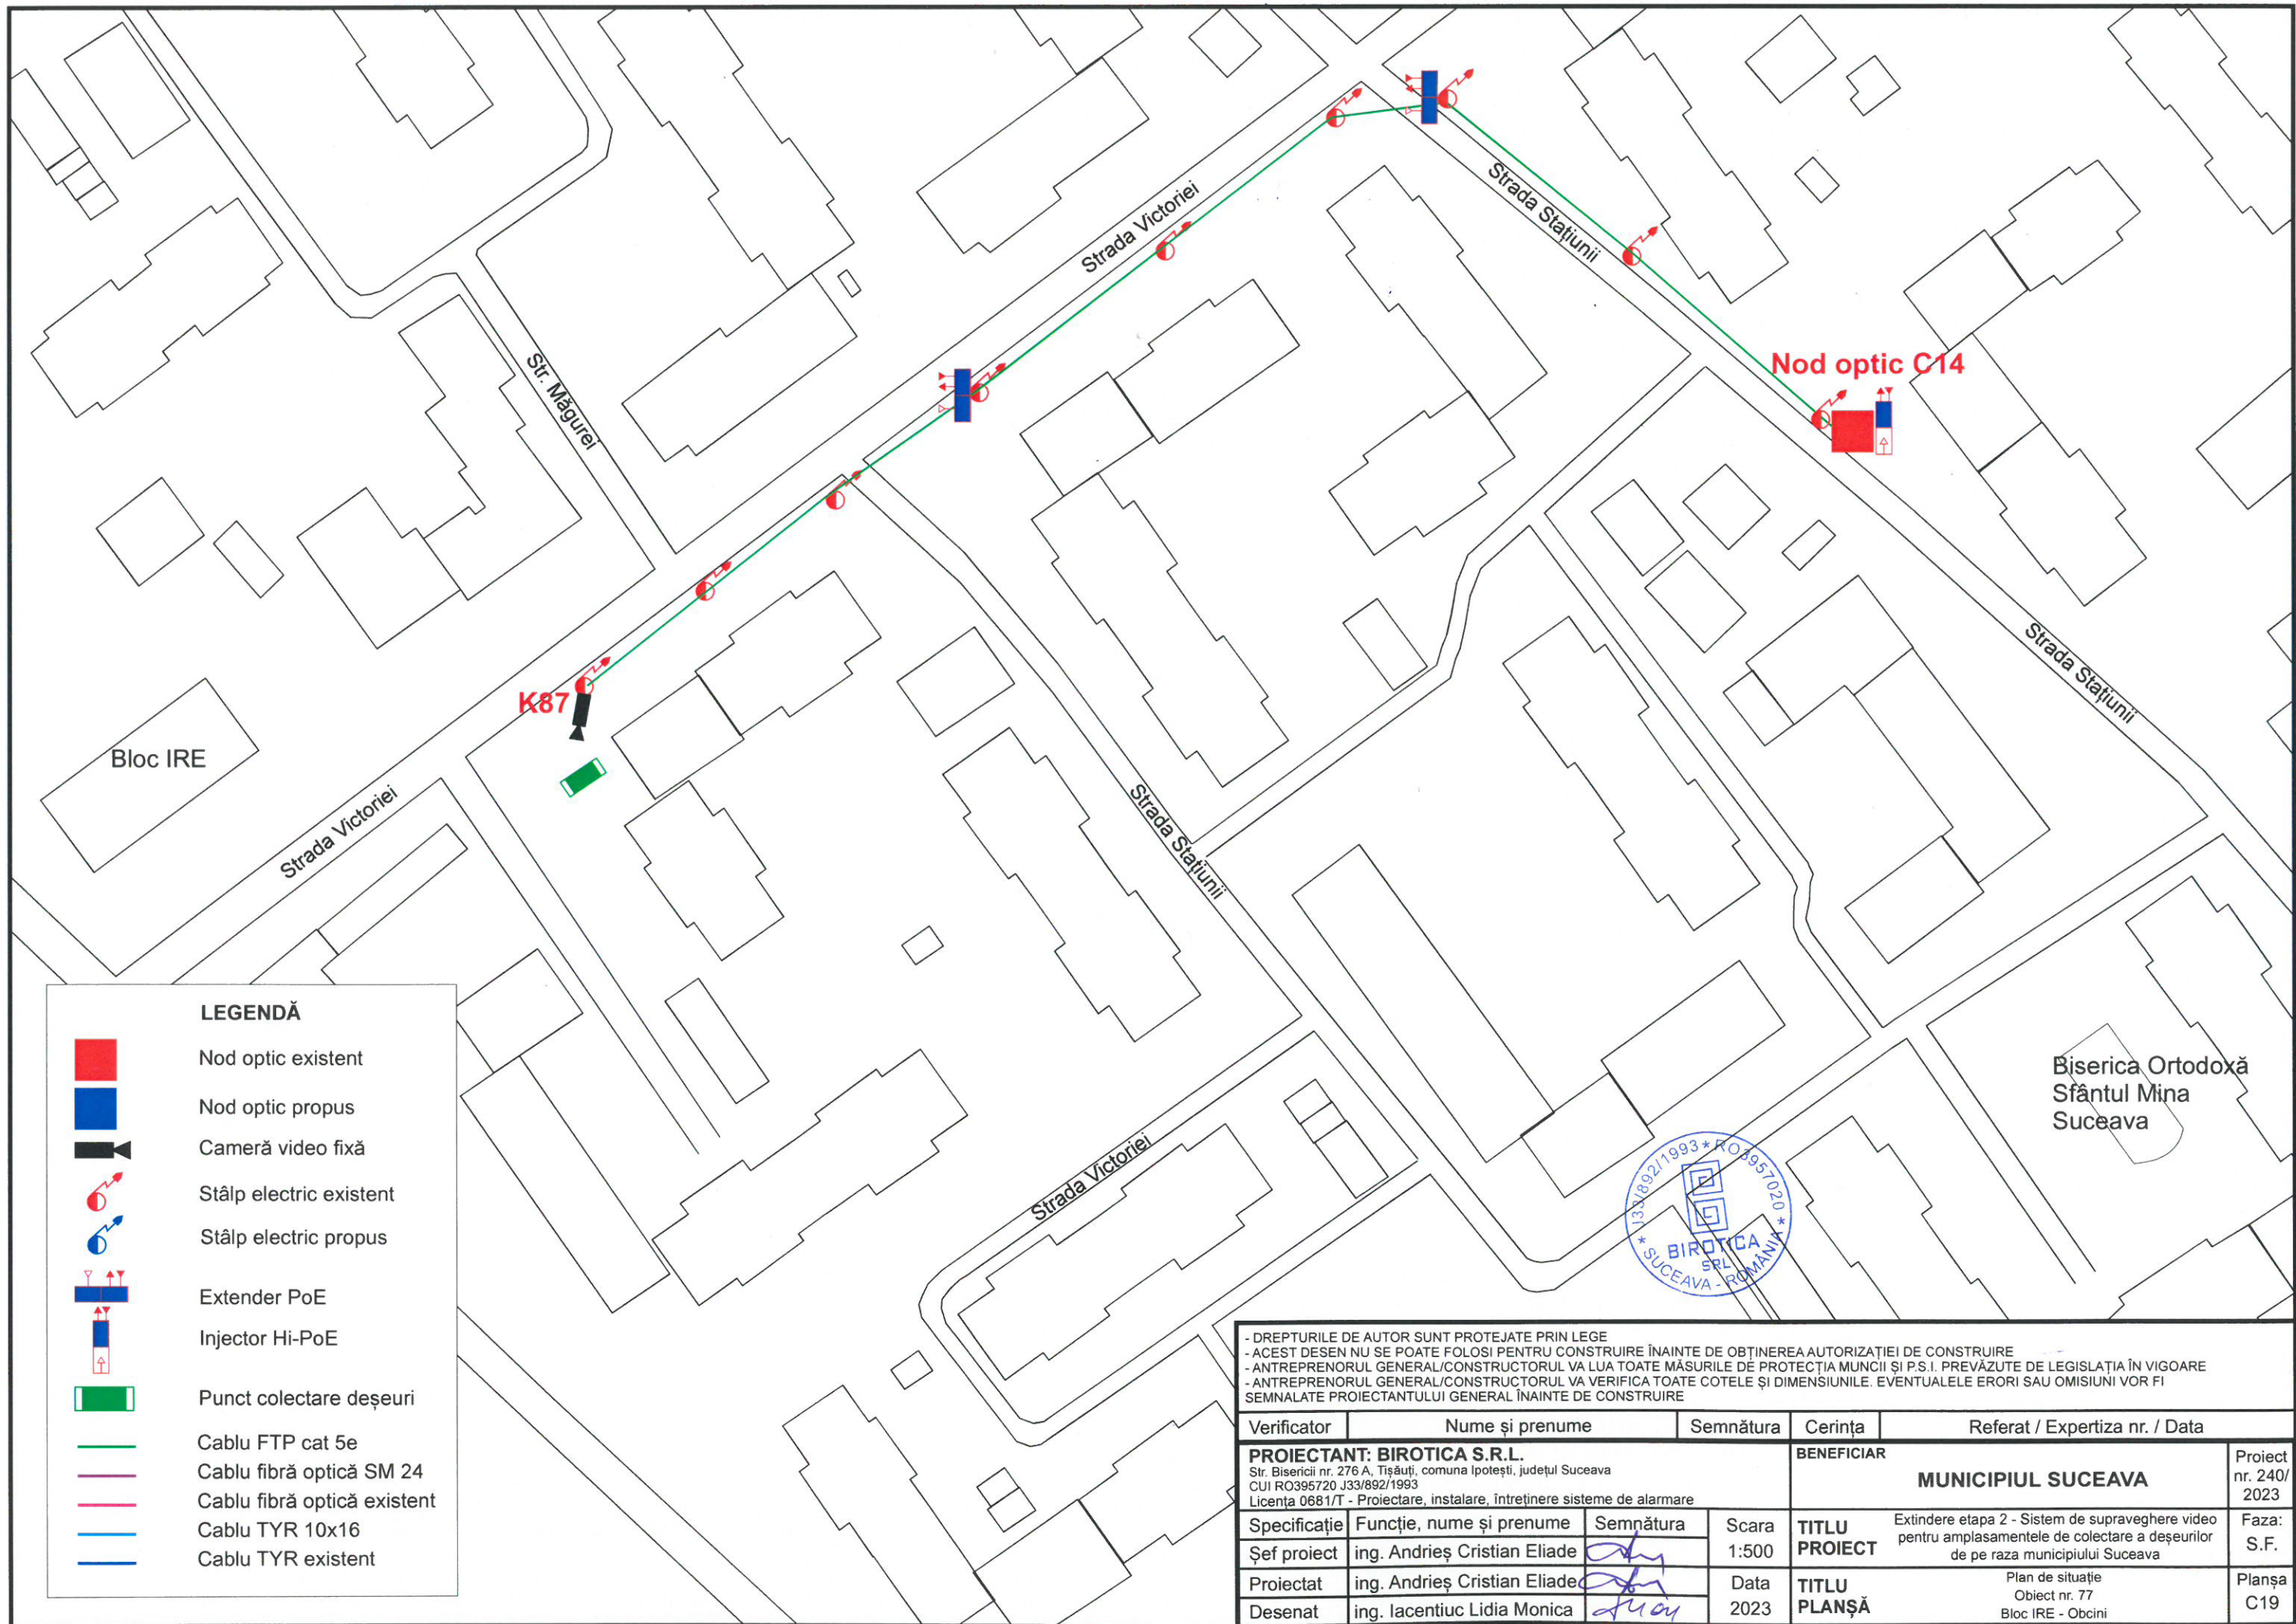 Strada Victoriei
Strada Stațiunii
Nod optic C14
Str. Măgurei
K87
Bloc IRE
Strada Victoriei
Strada Stațiunii
Strada Stațiunii
Strada Victoriei
Biserica Ortodoxă
Sfântul Mina
Suceava
LEGENDĂ
Nod optic existent
Nod optic propus
Cameră video fixă
Stâlp electric existent
Stâlp electric propus
Extender PoE
Injector Hi-PoE
Punct colectare deșeuri
Cablu FTP cat 5e
Cablu fibră optică SM 24
Cablu fibră optică existent
Cablu TYR 10x16
Cablu TYR existent
* J33/892/1993 * RO3957020 *
BIROTICA
SRL
SUCEAVA - ROMÂNIA
- DREPTURILE DE AUTOR SUNT PROTEJATE PRIN LEGE
- ACEST DESEN NU SE POATE FOLOSI PENTRU CONSTRUIRE ÎNAINTE DE OBȚINEREA AUTORIZAȚIEI DE CONSTRUIRE
- ANTREPRENORUL GENERAL/CONSTRUCTORUL VA LUA TOATE MĂSURILE DE PROTECȚIA MUNCII ȘI P.S.I. PREVĂZUTE DE LEGISLAȚIA ÎN VIGOARE
- ANTREPRENORUL GENERAL/CONSTRUCTORUL VA VERIFICA TOATE COTELE ȘI DIMENSIUNILE. EVENTUALELE ERORI SAU OMISIUNI VOR FI
SEMNALATE PROIECTANTULUI GENERAL ÎNAINTE DE CONSTRUIRE
Verificator Nume și prenume Semnătura Cerința Referat / Expertiza nr. / Data
PROIECTANT: BIROTICA S.R.L.
Str. Bisericii nr. 276 A, Tișăuți, comuna Ipotești, județul Suceava
CUI RO395720 J33/892/1993
Licența 0681/T - Proiectare, instalare, întreținere sisteme de alarmare
BENEFICIAR
MUNICIPIUL SUCEAVA
Proiect
nr. 240/
2023
Specificație Funcție, nume și prenume Semnătura
Șef proiect ing. Andrieș Cristian Eliade
Proiectat ing. Andrieș Cristian Eliade
Desenat ing. Iacentiuc Lidia Monica
Scara
1:500
Data
2023
TITLU
PROIECT
Extindere etapa 2 - Sistem de supraveghere video
pentru amplasamentele de colectare a deșeurilor
de pe raza municipiului Suceava
Faza:
S.F.
TITLU
PLANȘĂ
Plan de situație
Obiect nr. 77
Bloc IRE - Obcini
Planșa
C19